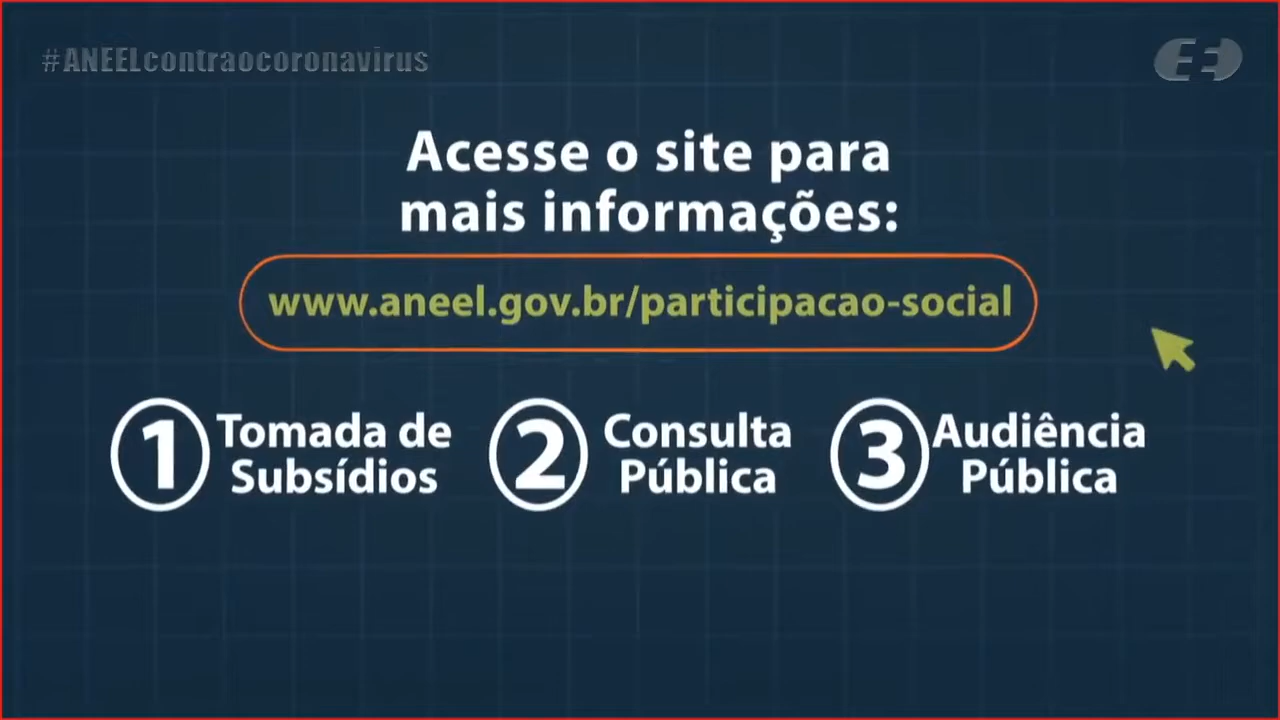 #ANEELcontraocoronavirus
Acesse o site para
mais informações:
www.aneel.gov.br/participacao-social
1 Tomada de
Subsídios
2 Consulta
Pública
3 Audiência
Pública